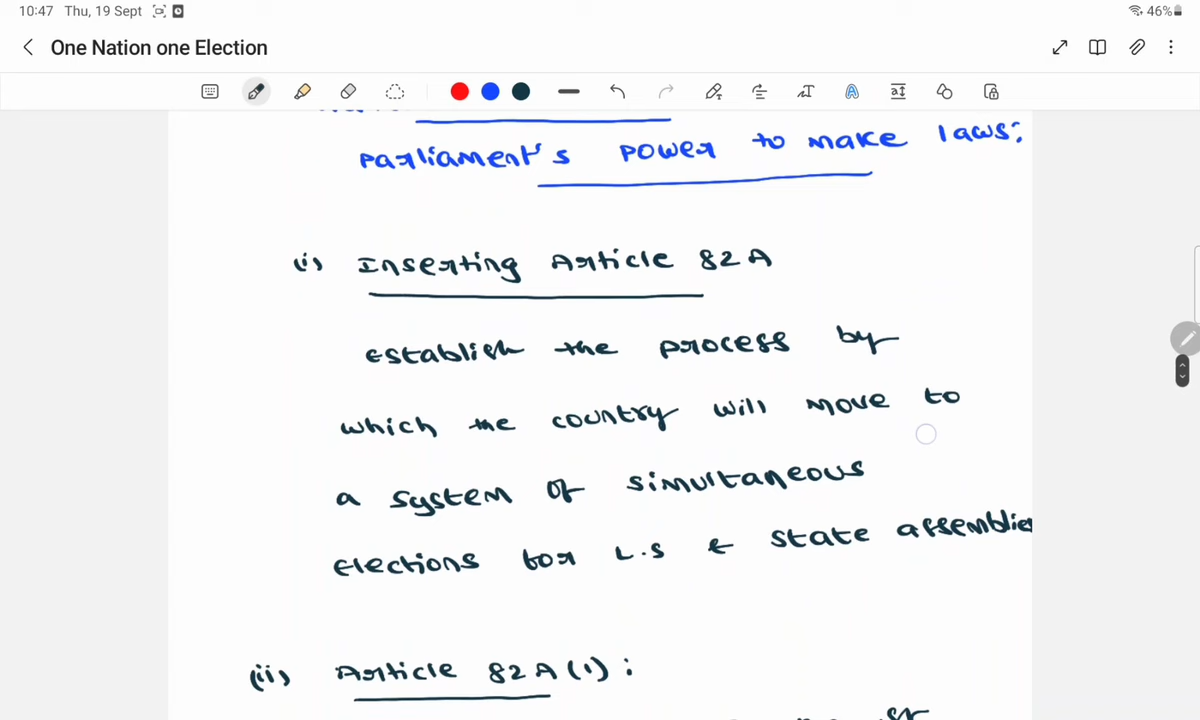 10:47 Thu, 19 Sept
46%
One Nation one Election
Parliament's power to make laws:
(i) Inserting Article 82A
establish the process by
which the country will move to
a system of simultaneous
elections for L.S & state assemblies
(ii) Article 82A(1):